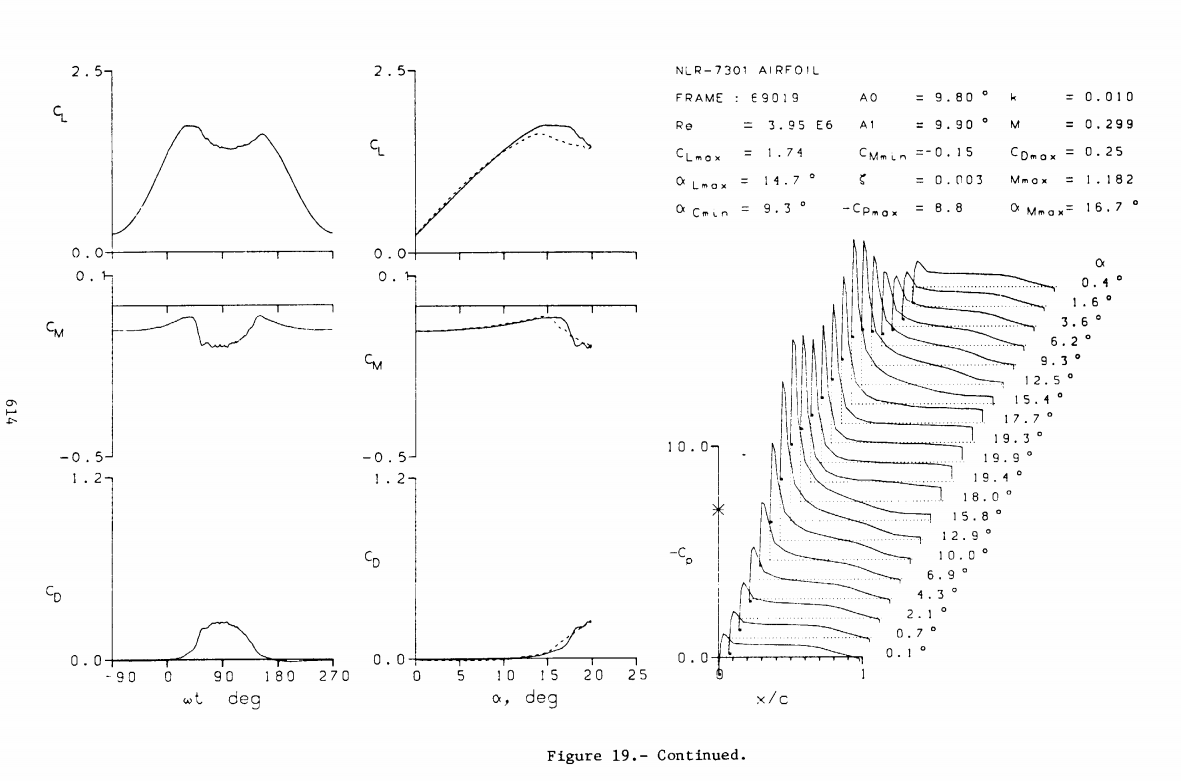 NLR-7301 AIRFOIL
FRAME : 69019 A0 = 9.80 ° k = 0.010
Re = 3.95 E6 A1 = 9.90 ° M = 0.299
CLmax = 1.74 CMmin =-0.15 CDmax = 0.25
α Lmax = 14.7 ° ζ = 0.003 Mmax = 1.182
α Cmin = 9.3 ° -Cpmax = 8.8 α Mmax= 16.7 °
2.5
CL
0.0
0.1
CM
-0.5
1.2
CD
0.0
-90 0 90 180 270
ωt deg
2.5
CL
0.0
0.1
CM
-0.5
1.2
CD
0.0
0 5 10 15 20 25
α, deg
α
0.4 °
1.6 °
3.6 °
6.2 °
9.3 °
12.5 °
15.4 °
17.7 °
19.3 °
19.9 °
19.4 °
18.0 °
15.8 °
12.9 °
10.0 °
6.9 °
4.3 °
2.1 °
0.7 °
0.1 °
10.0
-Cp
0.0
0 1
x/c
614
Figure 19.- Continued.